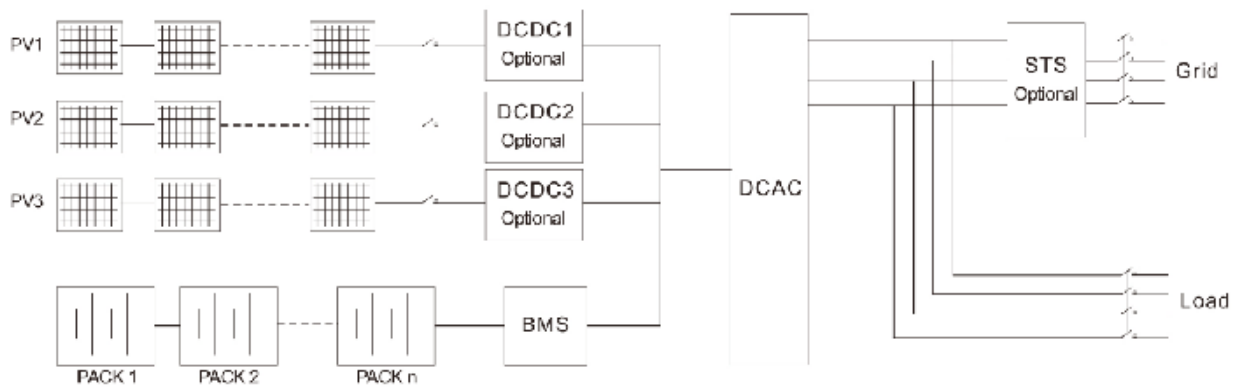 PV1
DCDC1
Optional
PV2
DCDC2
Optional
PV3
DCDC3
Optional
PACK 1
PACK 2
PACK n
BMS
DCAC
STS
Optional
Grid
Load